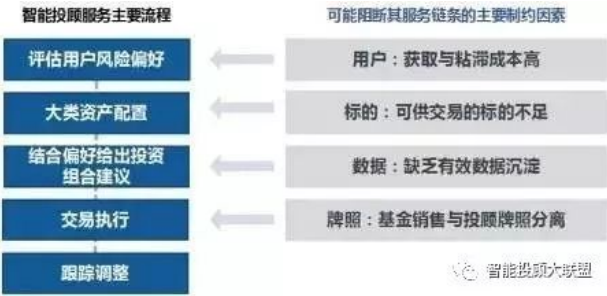 智能投顾服务主要流程
可能阻断其服务链条的主要制约因素
评估用户风险偏好
用户：获取与粘滞成本高
大类资产配置
标的：可供交易的标的不足
结合偏好给出投资
组合建议
数据：缺乏有效数据沉淀
交易执行
牌照：基金销售与投顾牌照分离
跟踪调整
智能投顾大联盟